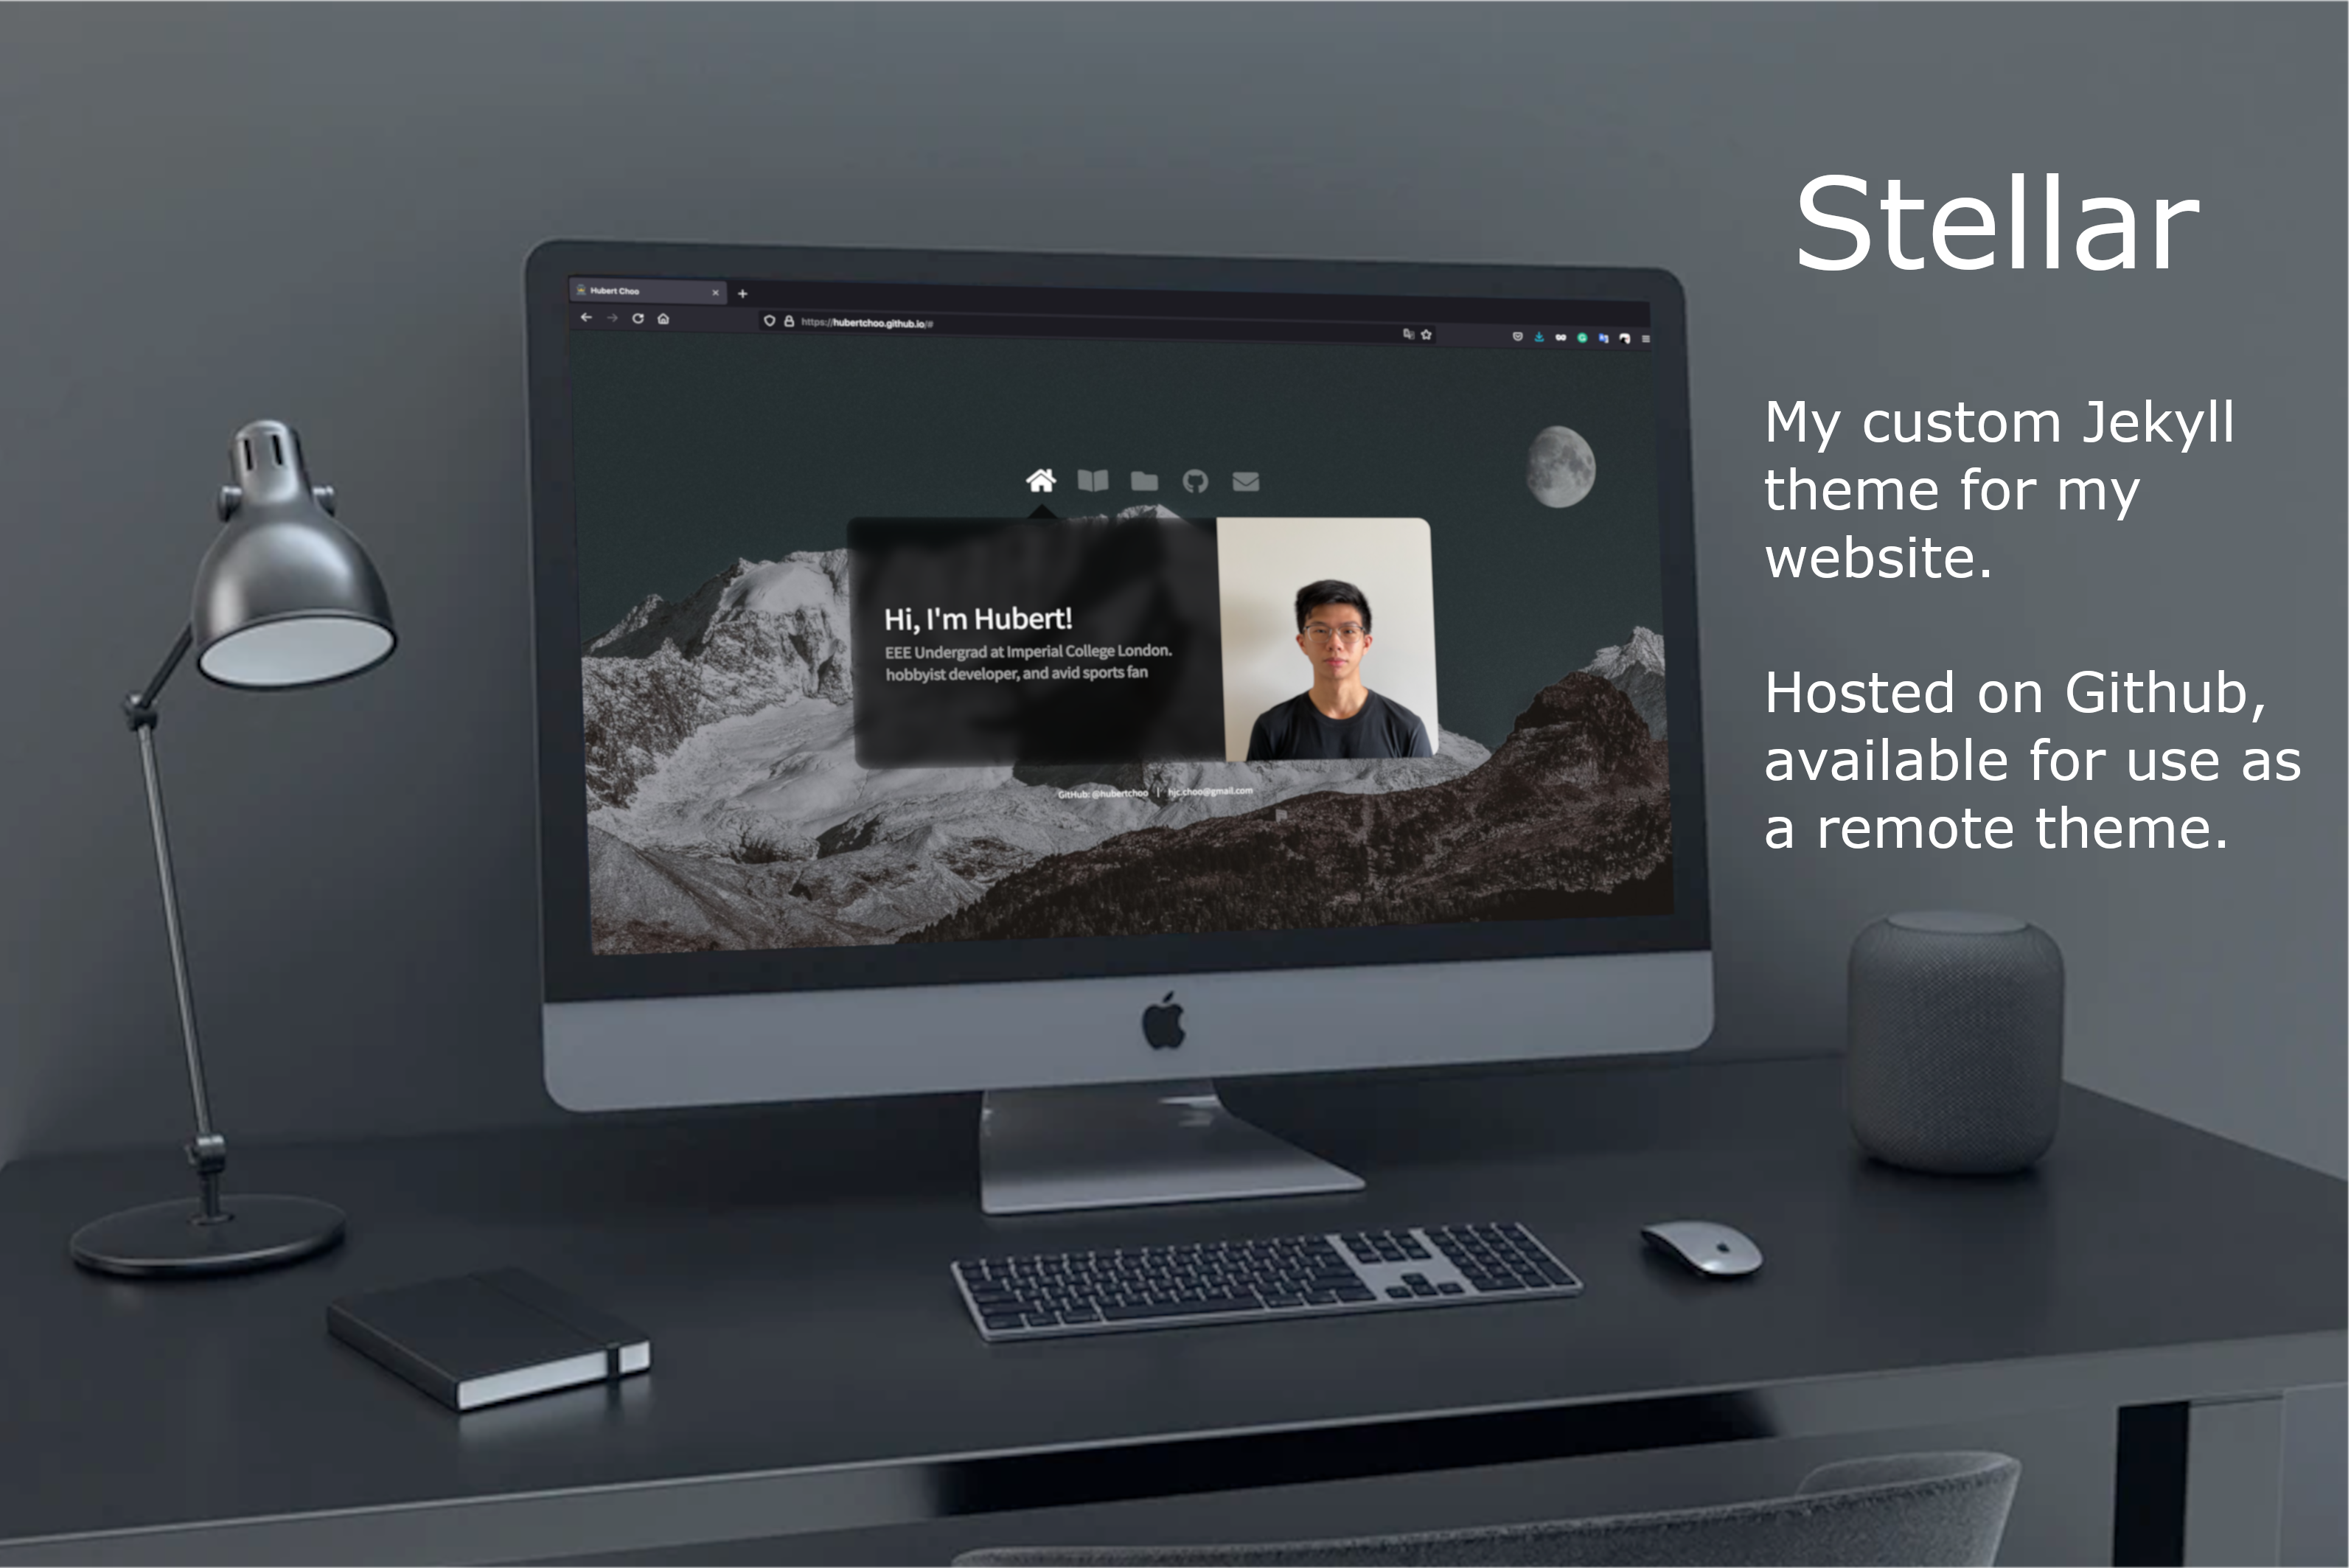 Stellar
My custom Jekyll
theme for my
website.
Hosted on Github,
available for use as
a remote theme.
Hubert Choo
https://hubertchoo.github.io/#
Hi, I'm Hubert!
EEE Undergrad at Imperial College London.
hobbyist developer, and avid sports fan
GitHub: @hubertchoo | hjc.choo@gmail.com